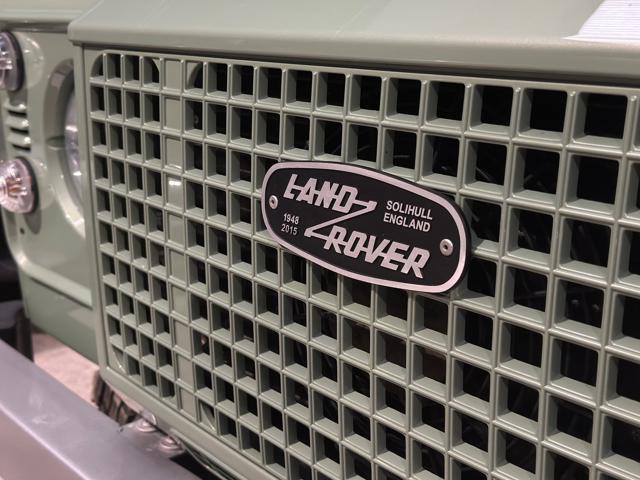 LAND
ROVER
SOLIHULL
ENGLAND
1948
2015